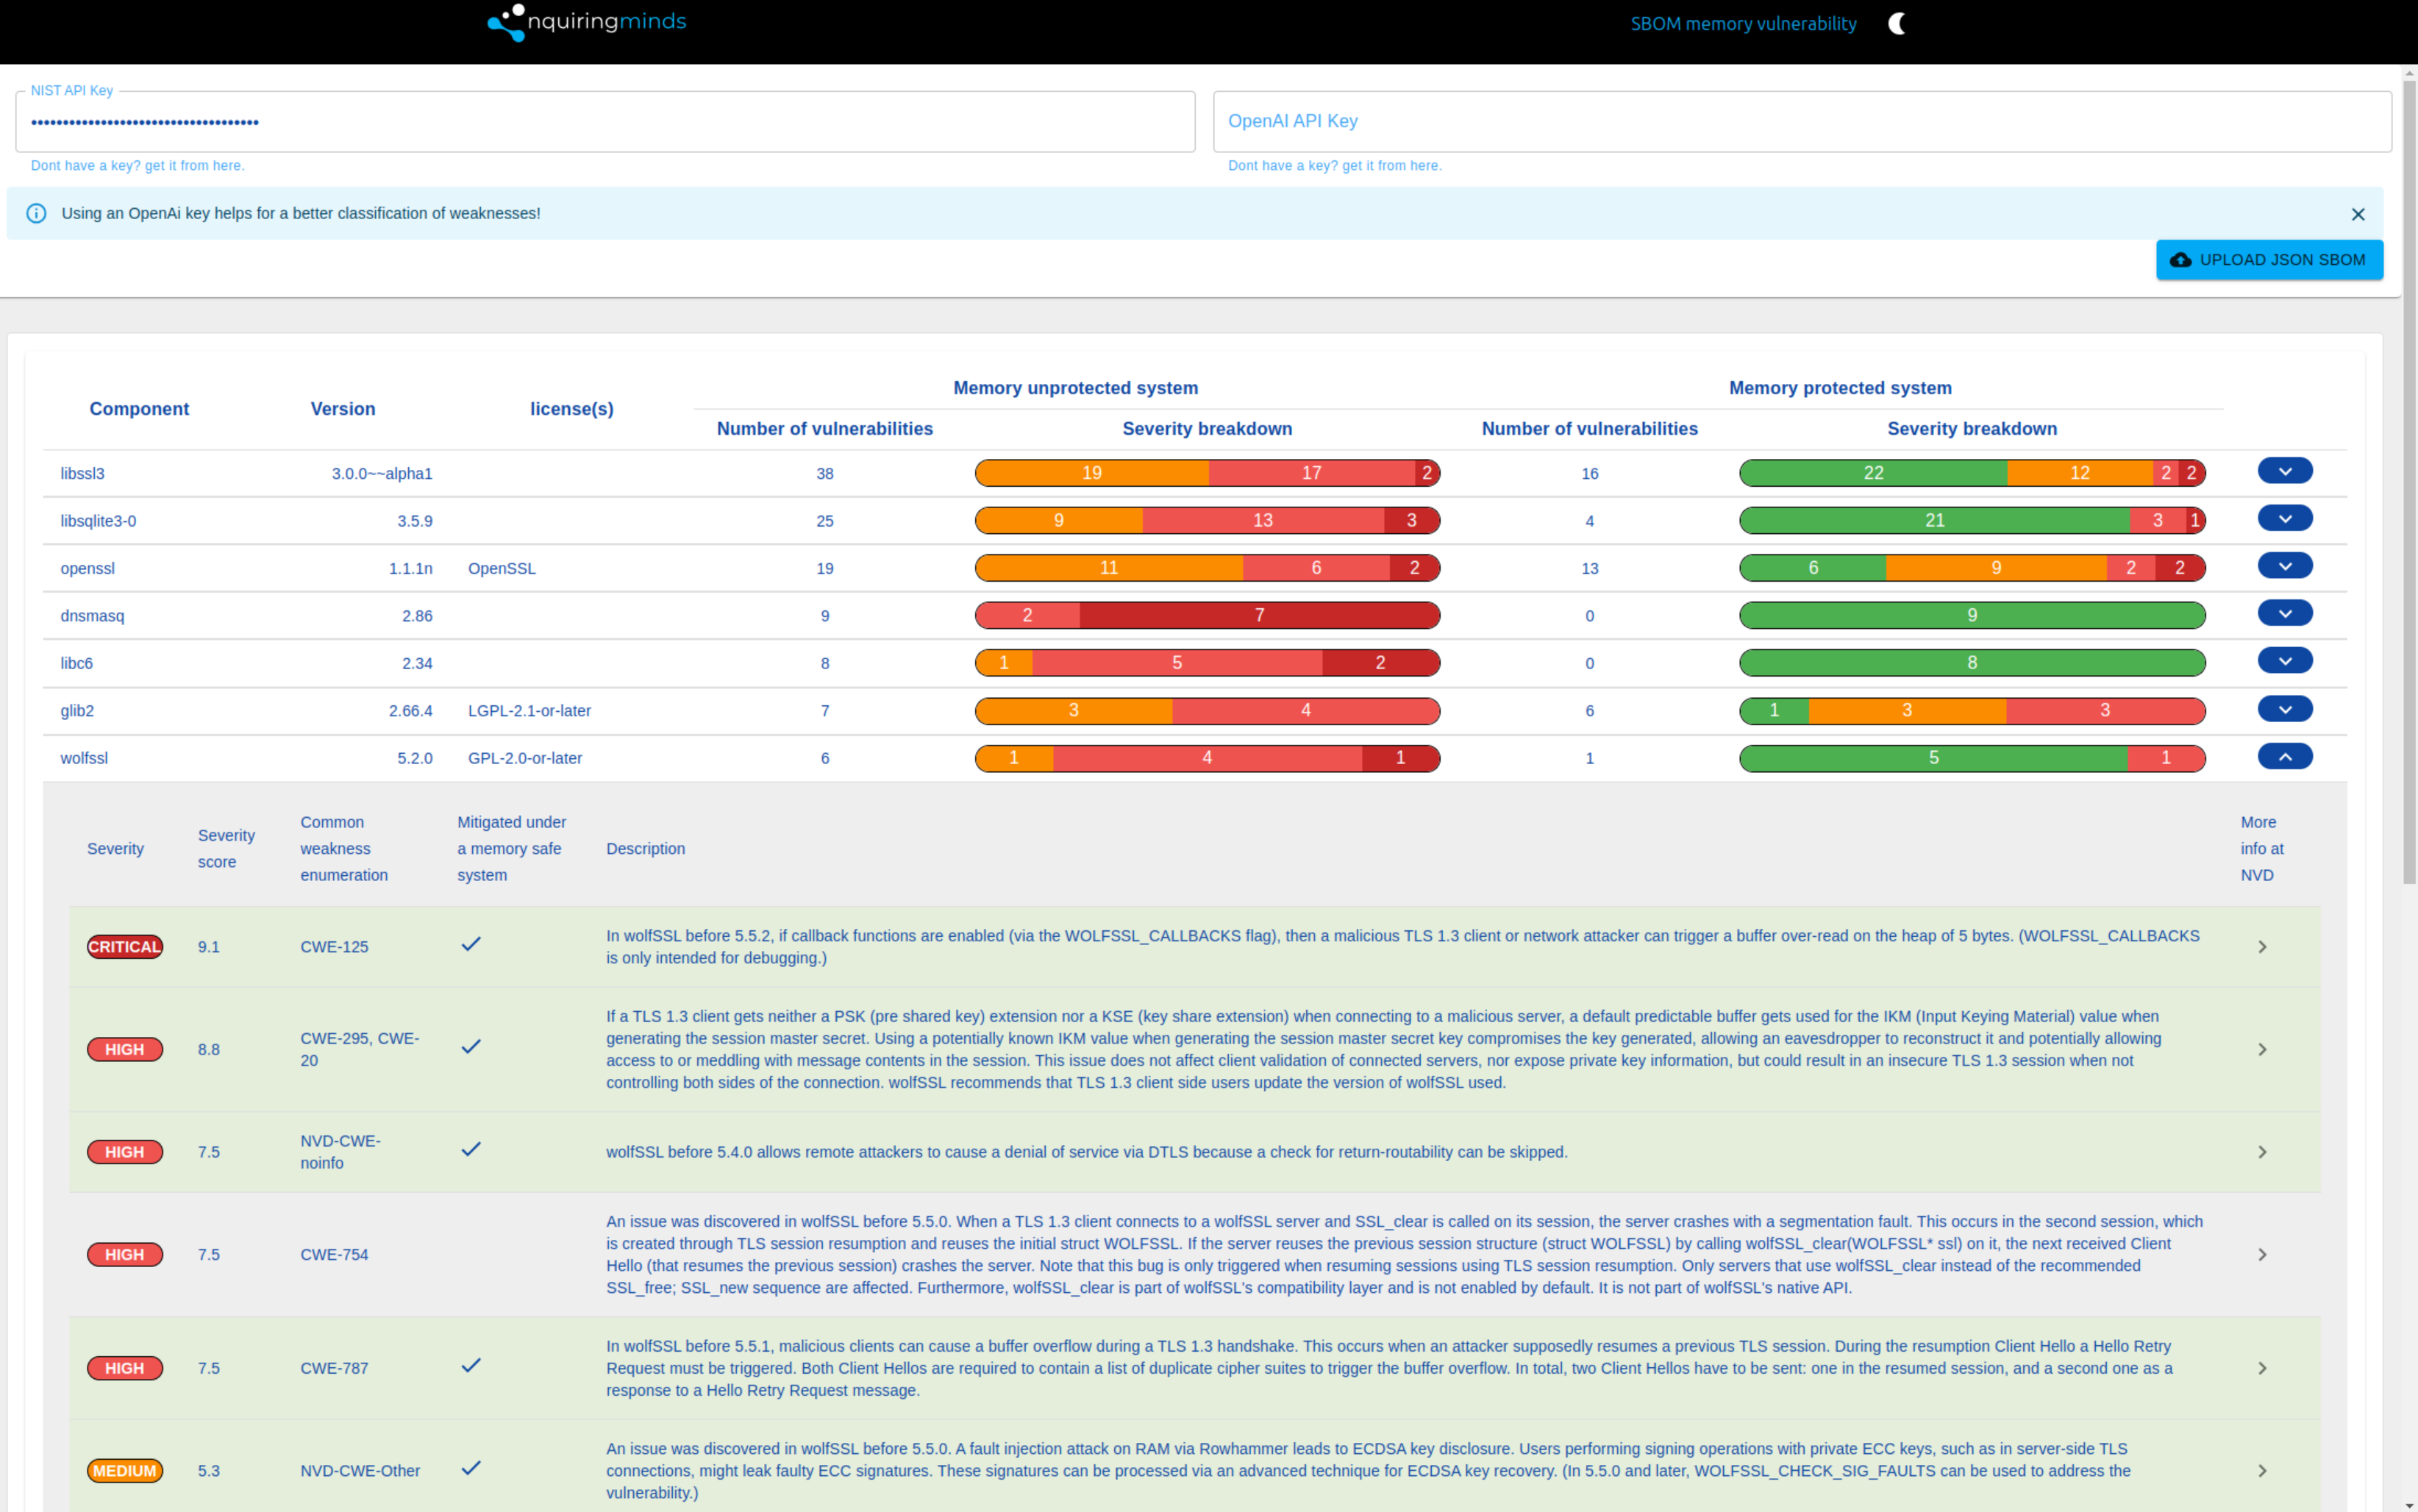 nquiringminds
SBOM memory vulnerability
NIST API Key
••••••••••••••••••••••••••••••••••••
Dont have a key? get it from here.
OpenAI API Key
Dont have a key? get it from here.
Using an OpenAi key helps for a better classification of weaknesses!
UPLOAD JSON SBOM
Memory unprotected system Memory protected system
Component Version license(s)
Number of vulnerabilities Severity breakdown Number of vulnerabilities Severity breakdown
libssl3 3.0.0~~alpha1 38 19 17 2 16 22 12 2 2
libsqlite3-0 3.5.9 25 9 13 3 4 21 3 1
openssl 1.1.1n OpenSSL 19 11 6 2 13 6 9 2 2
dnsmasq 2.86 9 2 7 0 9
libc6 2.34 8 1 5 2 0 8
glib2 2.66.4 LGPL-2.1-or-later 7 3 4 6 1 3 3
wolfssl 5.2.0 GPL-2.0-or-later 6 1 4 1 1 5 1
Severity
Severity
score
Common
weakness
enumeration
Mitigated under
a memory safe
system
Description
More
info at
NVD
CRITICAL 9.1 CWE-125
In wolfSSL before 5.5.2, if callback functions are enabled (via the WOLFSSL_CALLBACKS flag), then a malicious TLS 1.3 client or network attacker can trigger a buffer over-read on the heap of 5 bytes. (WOLFSSL_CALLBACKS
is only intended for debugging.)
HIGH 8.8
CWE-295, CWE-
20
If a TLS 1.3 client gets neither a PSK (pre shared key) extension nor a KSE (key share extension) when connecting to a malicious server, a default predictable buffer gets used for the IKM (Input Keying Material) value when
generating the session master secret. Using a potentially known IKM value when generating the session master secret key compromises the key generated, allowing an eavesdropper to reconstruct it and potentially allowing
access to or meddling with message contents in the session. This issue does not affect client validation of connected servers, nor expose private key information, but could result in an insecure TLS 1.3 session when not
controlling both sides of the connection. wolfSSL recommends that TLS 1.3 client side users update the version of wolfSSL used.
HIGH 7.5
NVD-CWE-
noinfo
wolfSSL before 5.4.0 allows remote attackers to cause a denial of service via DTLS because a check for return-routability can be skipped.
HIGH 7.5 CWE-754
An issue was discovered in wolfSSL before 5.5.0. When a TLS 1.3 client connects to a wolfSSL server and SSL_clear is called on its session, the server crashes with a segmentation fault. This occurs in the second session, which
is created through TLS session resumption and reuses the initial struct WOLFSSL. If the server reuses the previous session structure (struct WOLFSSL) by calling wolfSSL_clear(WOLFSSL* ssl) on it, the next received Client
Hello (that resumes the previous session) crashes the server. Note that this bug is only triggered when resuming sessions using TLS session resumption. Only servers that use wolfSSL_clear instead of the recommended
SSL_free; SSL_new sequence are affected. Furthermore, wolfSSL_clear is part of wolfSSL's compatibility layer and is not enabled by default. It is not part of wolfSSL's native API.
HIGH 7.5 CWE-787
In wolfSSL before 5.5.1, malicious clients can cause a buffer overflow during a TLS 1.3 handshake. This occurs when an attacker supposedly resumes a previous TLS session. During the resumption Client Hello a Hello Retry
Request must be triggered. Both Client Hellos are required to contain a list of duplicate cipher suites to trigger the buffer overflow. In total, two Client Hellos have to be sent: one in the resumed session, and a second one as a
response to a Hello Retry Request message.
MEDIUM 5.3 NVD-CWE-Other
An issue was discovered in wolfSSL before 5.5.0. A fault injection attack on RAM via Rowhammer leads to ECDSA key disclosure. Users performing signing operations with private ECC keys, such as in server-side TLS
connections, might leak faulty ECC signatures. These signatures can be processed via an advanced technique for ECDSA key recovery. (In 5.5.0 and later, WOLFSSL_CHECK_SIG_FAULTS can be used to address the
vulnerability.)